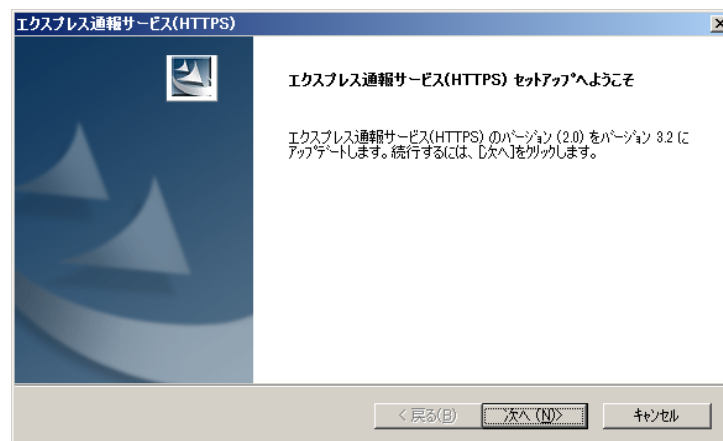 エクスプレス通報サービス(HTTPS)
エクスプレス通報サービス(HTTPS) ｾｯﾄｱｯﾌﾟへようこそ
エクスプレス通報サービス(HTTPS) のﾊﾞｰｼﾞｮﾝ (2.0) をﾊﾞｰｼﾞｮﾝ 3.2 に
ｱｯﾌﾟﾃﾞｰﾄします。続行するには、[次へ]をｸﾘｯｸします。
< 戻る(B) 次へ (N)> ｷｬﾝｾﾙ